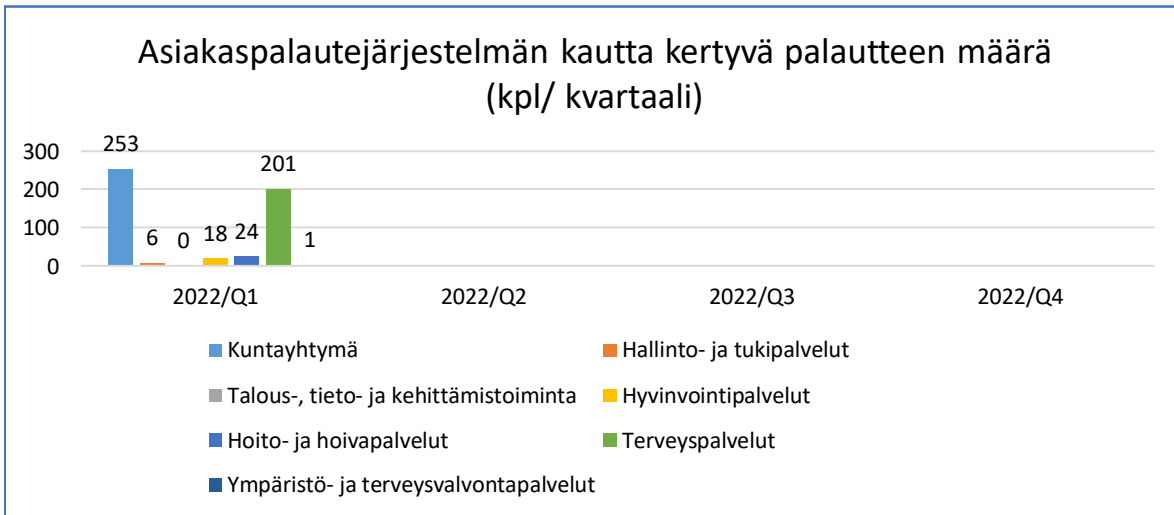 Asiakaspalautejärjestelmän kautta kertyvä palautteen määrä
(kpl/ kvartaali)
300
200
100
0
253
6
0
18
24
201
1
2022/Q1
2022/Q2
2022/Q3
2022/Q4
Kuntayhtymä
Hallinto- ja tukipalvelut
Talous-, tieto- ja kehittämistoiminta
Hyvinvointipalvelut
Hoito- ja hoivapalvelut
Terveyspalvelut
Ympäristö- ja terveysvalvontapalvelut